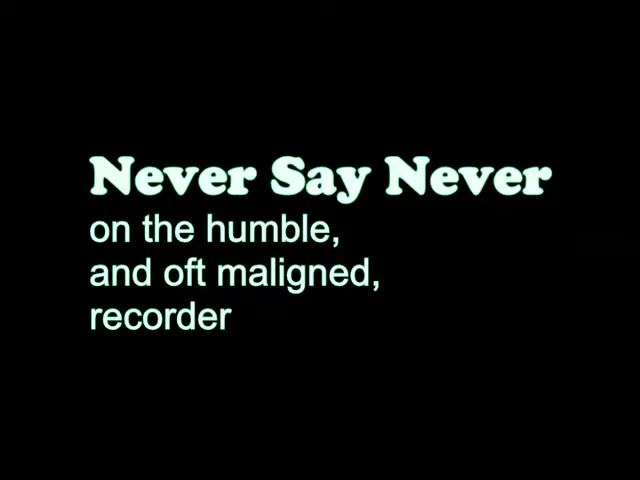 Never Say Never
on the humble,
and oft maligned,
recorder